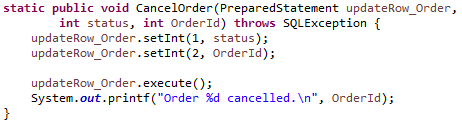 static public void CancelOrder(PreparedStatement updateRow_Order,
        int status, int OrderId) throws SQLException {
    updateRow_Order.setInt(1, status);
    updateRow_Order.setInt(2, OrderId);

    updateRow_Order.execute();
    System.out.printf("Order %d cancelled.\n", OrderId);
}